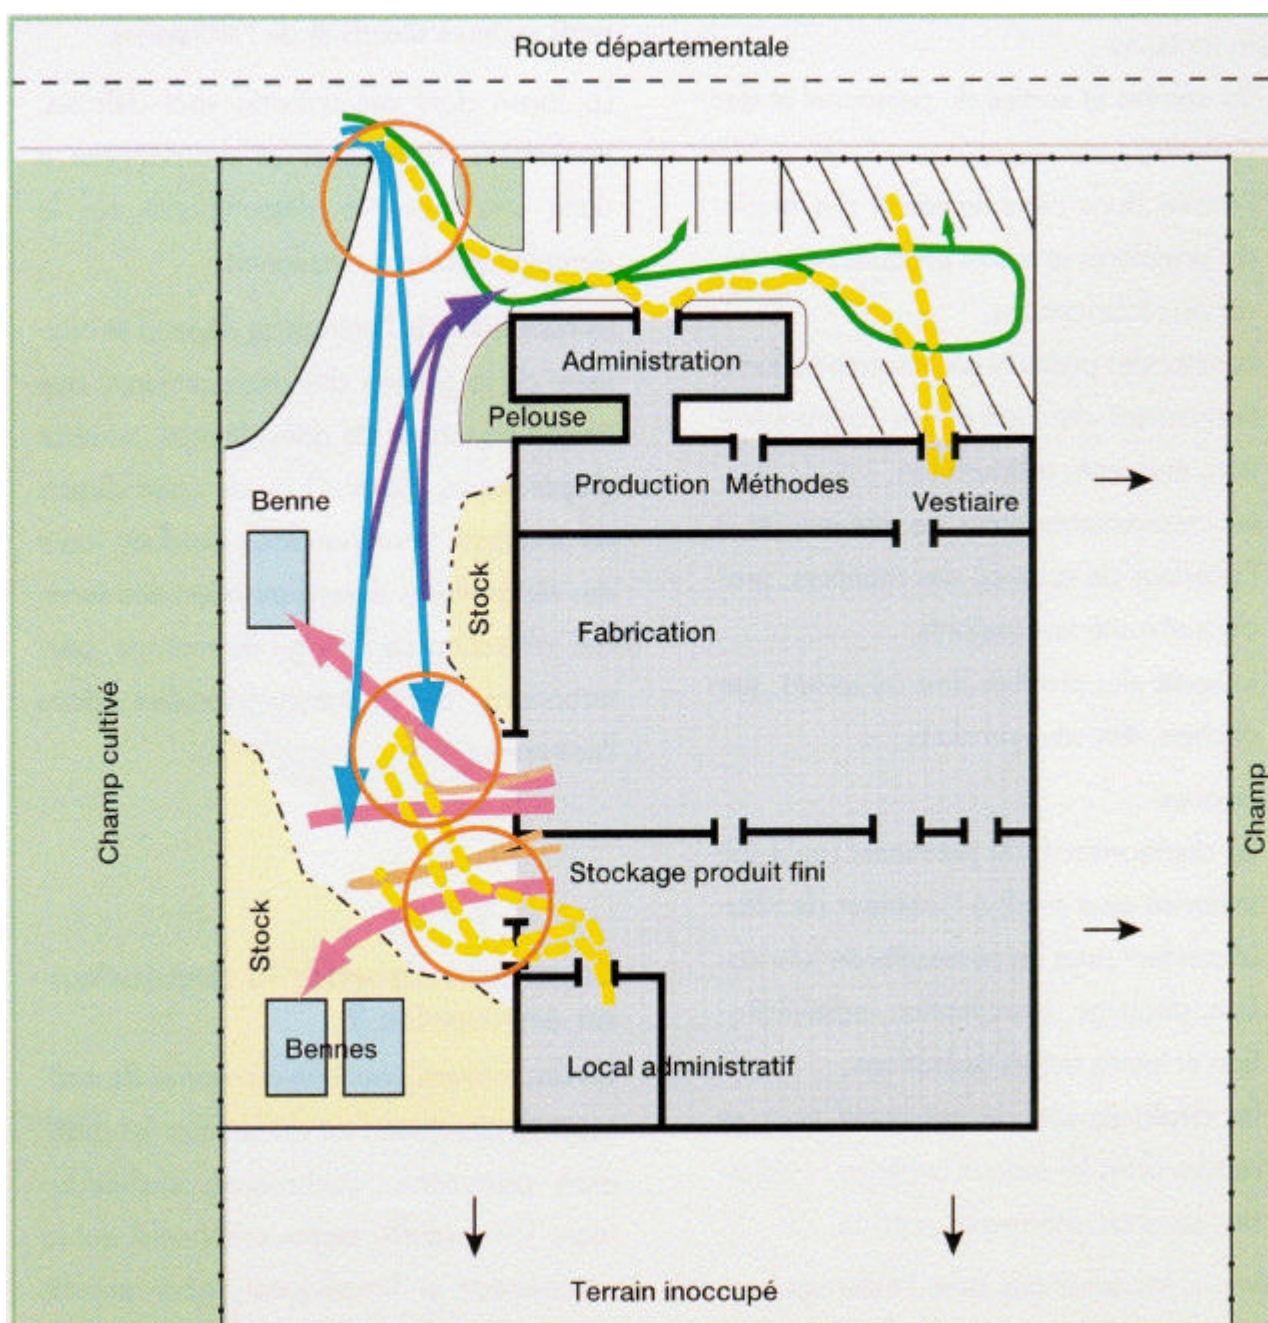 Route départementale
Administration
Pelouse
Production
Méthodes
Vestiaire
Benne
Stock
Fabrication
Champ cultivé
Champ
Stockage produit fini
Stock
Bennes
Local administratif
Terrain inoccupé